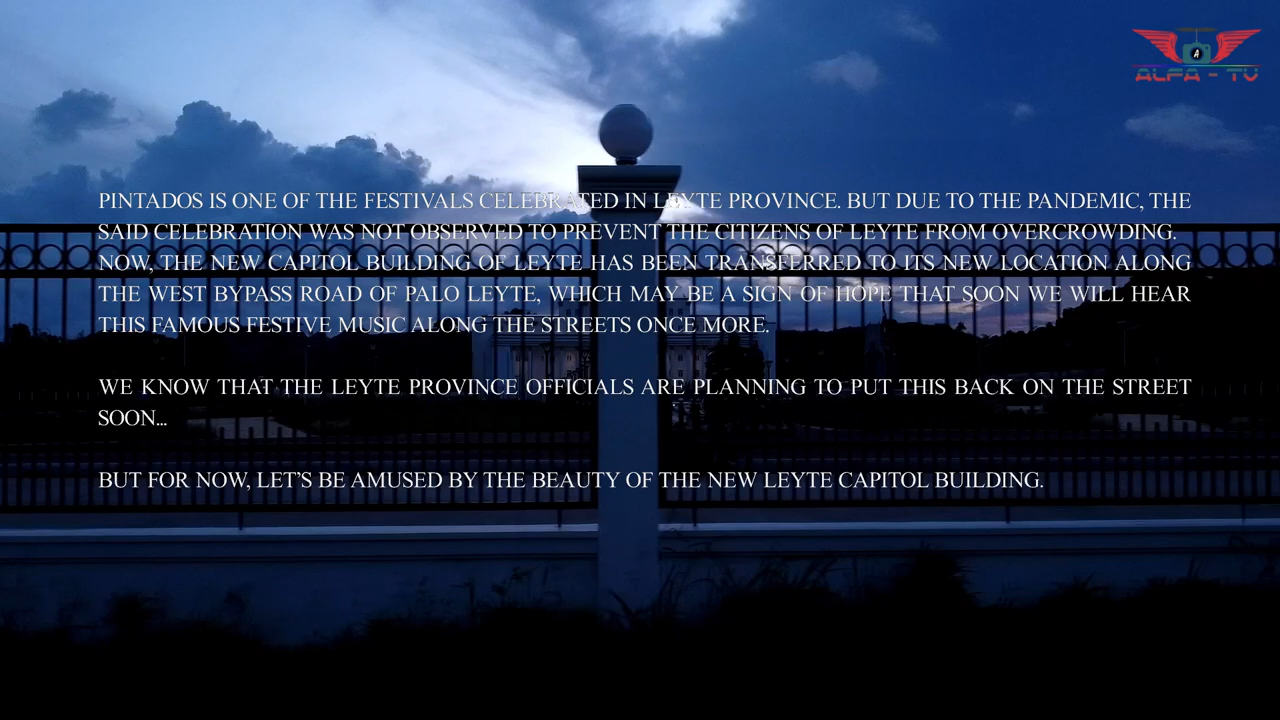 ALFA - TV
PINTADOS IS ONE OF THE FESTIVALS CELEBRATED IN LEYTE PROVINCE. BUT DUE TO THE PANDEMIC, THE
SAID CELEBRATION WAS NOT OBSERVED TO PREVENT THE CITIZENS OF LEYTE FROM OVERCROWDING.
NOW, THE NEW CAPITOL BUILDING OF LEYTE HAS BEEN TRANSFERRED TO ITS NEW LOCATION ALONG
THE WEST BYPASS ROAD OF PALO LEYTE, WHICH MAY BE A SIGN OF HOPE THAT SOON WE WILL HEAR
THIS FAMOUS FESTIVE MUSIC ALONG THE STREETS ONCE MORE.
WE KNOW THAT THE LEYTE PROVINCE OFFICIALS ARE PLANNING TO PUT THIS BACK ON THE STREET
SOON...
BUT FOR NOW, LET’S BE AMUSED BY THE BEAUTY OF THE NEW LEYTE CAPITOL BUILDING.